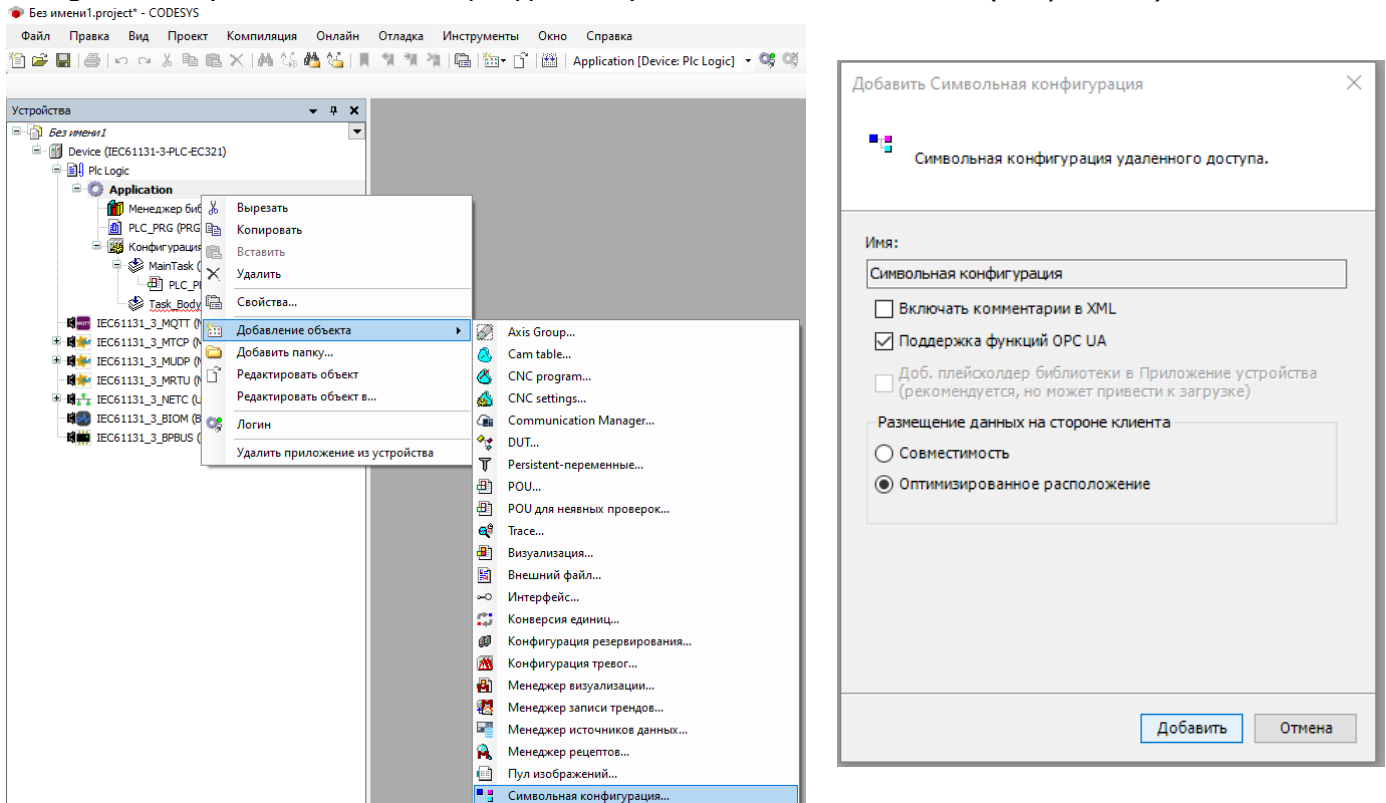 Без имени1.project* - CODESYS
Файл Правка Вид Проект Компиляция Онлайн Отладка Инструменты Окно Справка
Application [Device: Plc Logic]
Устройства
Без имени1
Device (IEC61131-3-PLC-EC321)
Plc Logic
Application
Менеджер биб
PLC_PRG (PRG
Конфигурация
MainTask (
PLC_P
Task_Body
IEC61131_3_MQTT (
IEC61131_3_MTCP (
IEC61131_3_MUDP (
IEC61131_3_MRTU (
IEC61131_3_NETC (
IEC61131_3_BIOM (
IEC61131_3_BPBUS (
Вырезать
Копировать
Вставить
Удалить
Свойства...
Добавление объекта
Добавить папку...
Редактировать объект
Редактировать объект в...
Логин
Удалить приложение из устройства
Axis Group...
Cam table...
CNC program...
CNC settings...
Communication Manager...
DUT...
Persistent-переменные...
POU...
POU для неявных проверок...
Trace...
Визуализация...
Внешний файл...
Интерфейс...
Конверсия единиц...
Конфигурация резервирования...
Конфигурация тревог...
Менеджер визуализации...
Менеджер записи трендов...
Менеджер источников данных...
Менеджер рецептов...
Пул изображений...
Символьная конфигурация...
Добавить Символьная конфигурация
Символьная конфигурация удаленного доступа.
Имя:
Символьная конфигурация
Включать комментарии в XML
Поддержка функций OPC UA
Доб. плейсхолдер библиотеки в Приложение устройства
(рекомендуется, но может привести к загрузке)
Размещение данных на стороне клиента
Совместимость
Оптимизированное расположение
Добавить Отмена